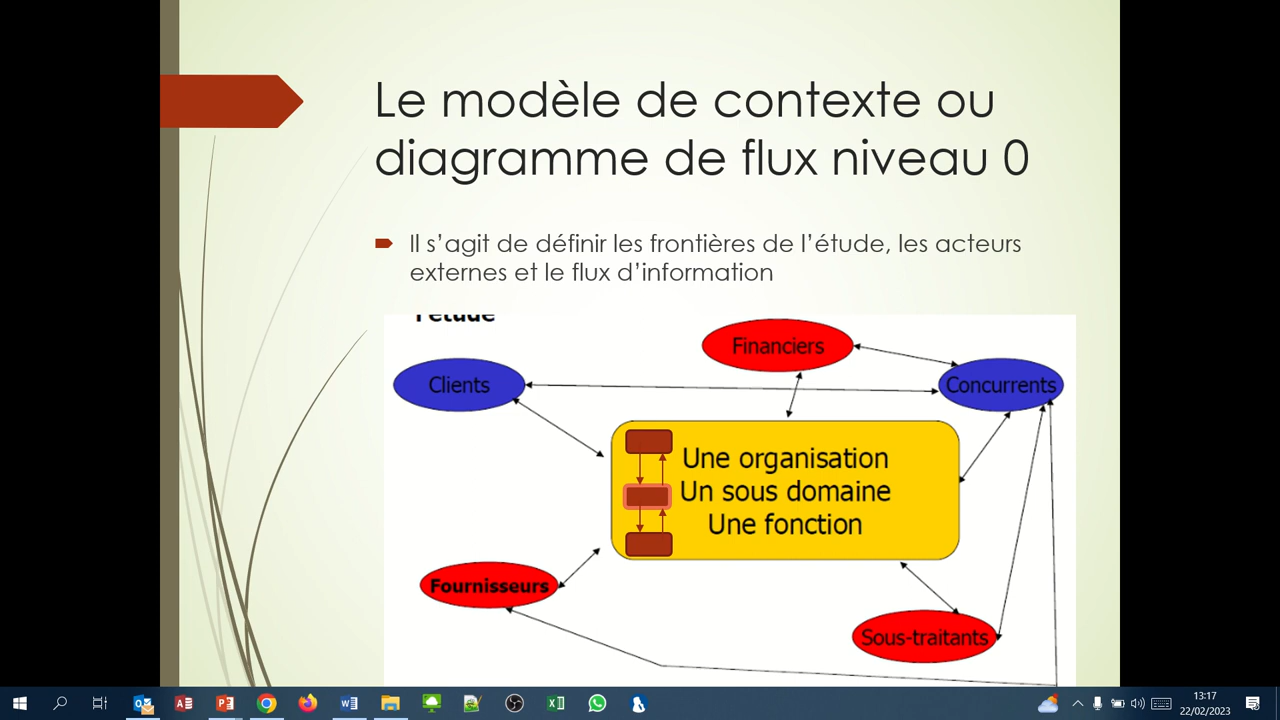 Le modèle de contexte ou
diagramme de flux niveau 0
Il s’agit de définir les frontières de l’étude, les acteurs
externes et le flux d’information
l'étude
Financiers
Clients
Concurrents
Une organisation
Un sous domaine
Une fonction
Fournisseurs
Sous-traitants
13:17
22/02/2023